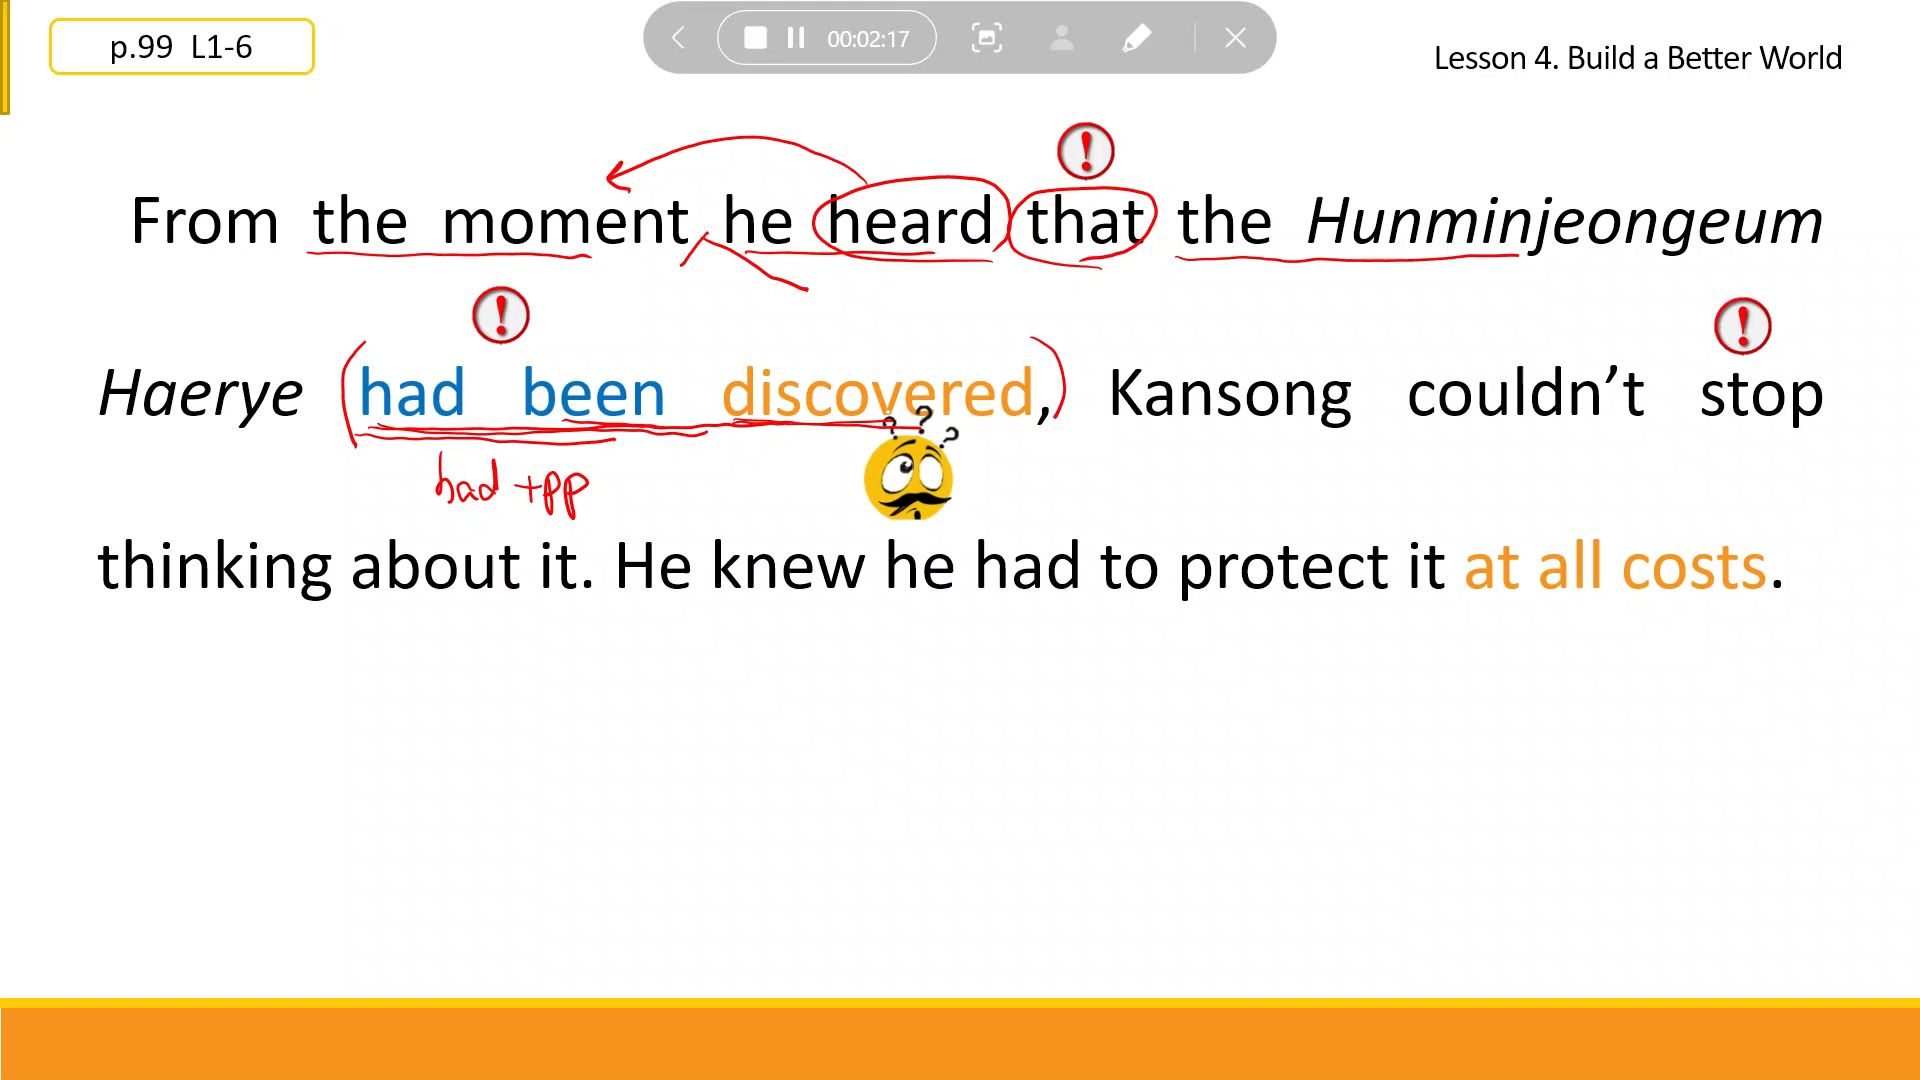 p.99 L1-6
00:02:17
Lesson 4. Build a Better World
From the moment he heard that the Hunminjeongeum
Haerye had been discovered, Kansong couldn’t stop
had +pp
thinking about it. He knew he had to protect it at all costs.